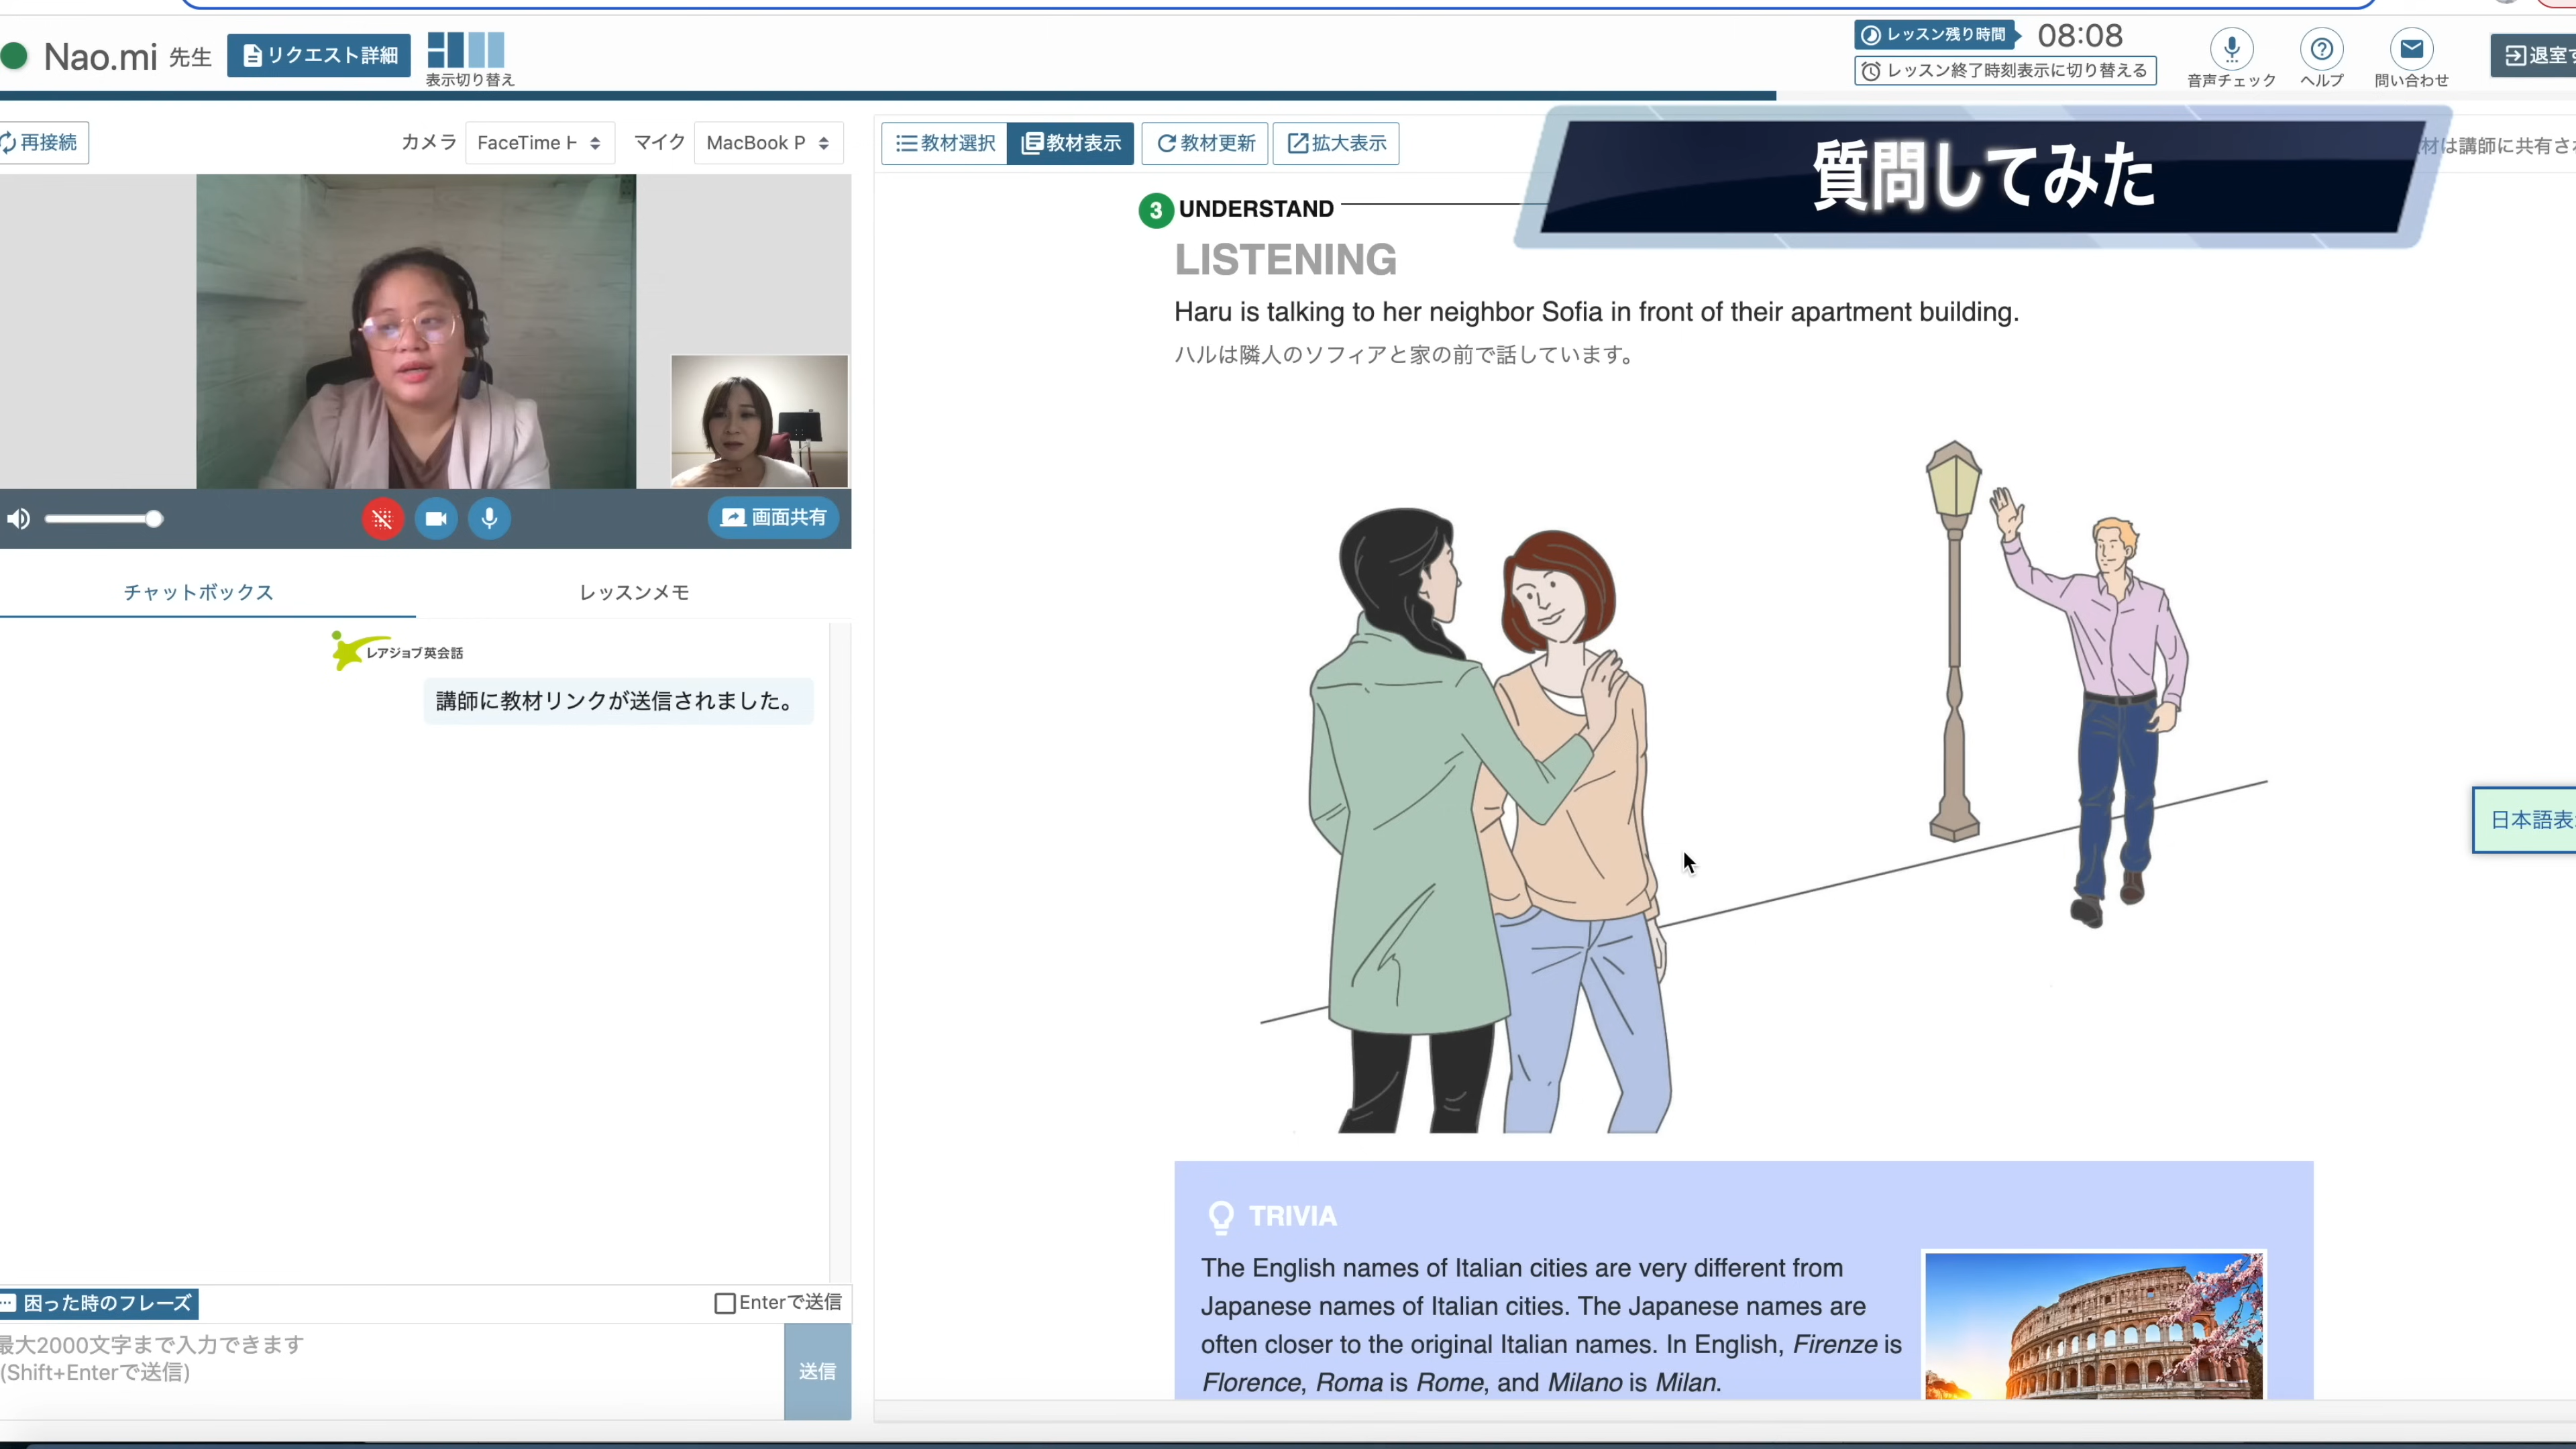 Nao.mi 先生
リクエスト詳細
表示切り替え
レッスン残り時間 08:08
レッスン終了時刻表示に切り替える
音声チェック
ヘルプ
問い合わせ
退室
再接続
カメラ
FaceTime H
マイク
MacBook P
教材選択
教材表示
教材更新
拡大表示
質問してみた
材は講師に共有さ
3 UNDERSTAND
LISTENING
Haru is talking to her neighbor Sofia in front of their apartment building.
ハルは隣人のソフィアと家の前で話しています。
画面共有
チャットボックス
レッスンメモ
レアジョブ英会話
講師に教材リンクが送信されました。
日本語表
TRIVIA
The English names of Italian cities are very different from
Japanese names of Italian cities. The Japanese names are
often closer to the original Italian names. In English, Firenze is
Florence, Roma is Rome, and Milano is Milan.
困った時のフレーズ
Enterで送信
最大2000文字まで入力できます
(Shift+Enterで送信)
送信